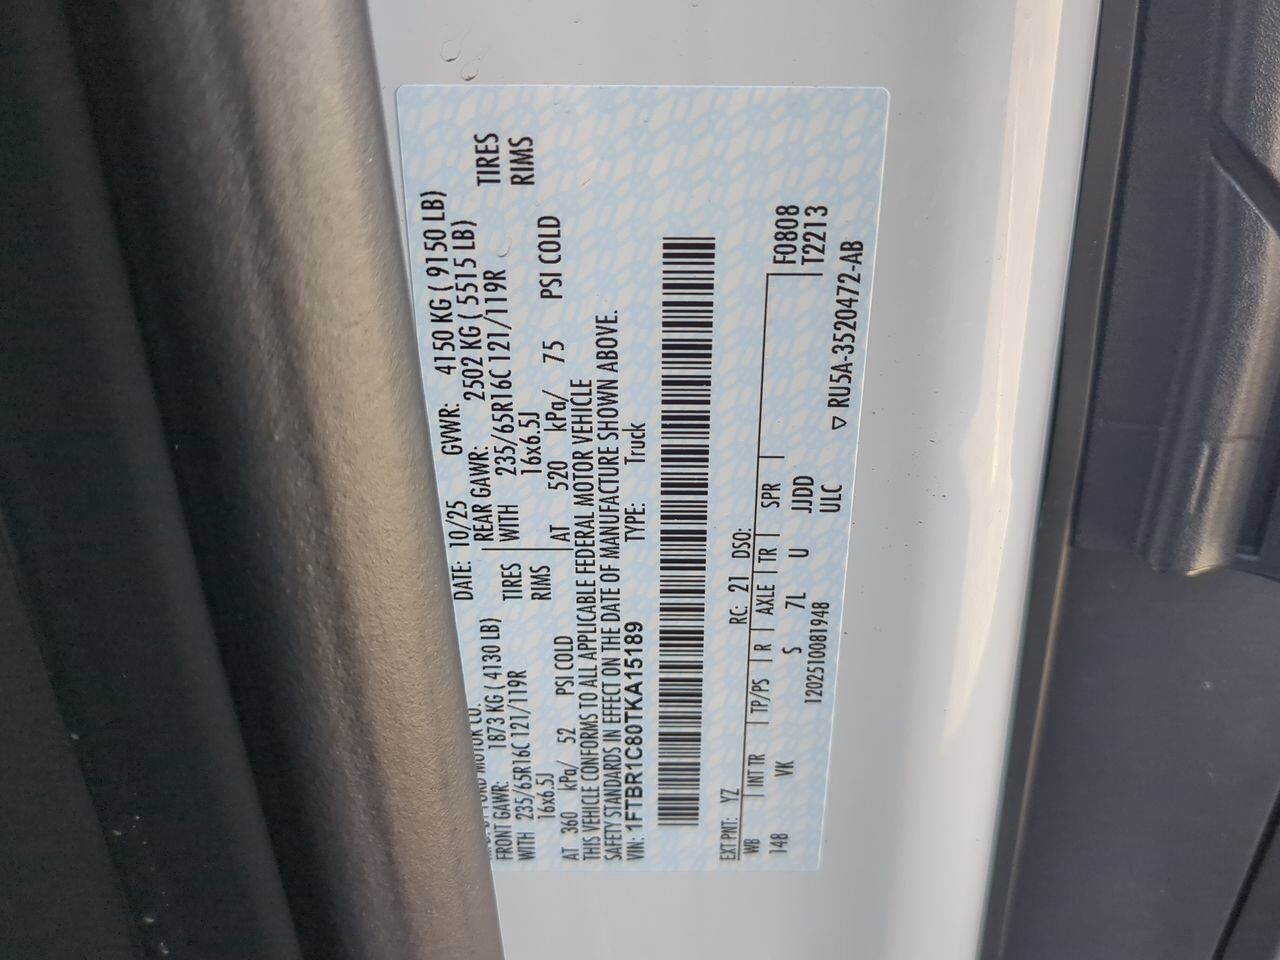 FORD MOTOR CO. DATE: 10/25 GVWR: 4150 KG ( 9150 LB)
FRONT GAWR: 1873 KG ( 4130 LB) REAR GAWR: 2502 KG ( 5515 LB)
WITH 235/65R16C 121/119R TIRES WITH 235/65R16C 121/119R TIRES
16x6.5J RIMS 16x6.5J RIMS
AT 360 kPa/ 52 PSI COLD AT 520 kPa/ 75 PSI COLD
THIS VEHICLE CONFORMS TO ALL APPLICABLE FEDERAL MOTOR VEHICLE
SAFETY STANDARDS IN EFFECT ON THE DATE OF MANUFACTURE SHOWN ABOVE.
VIN: 1FTBR1C80TKA15189 TYPE: Truck
EXT PNT: YZ RC: 21 DSO:
WB INT TR TP/PS R AXLE TR SPR F0808
148 VK S 7L U JJDD T2213
1202510081948 ULC
▽ RU5A-3520472-AB